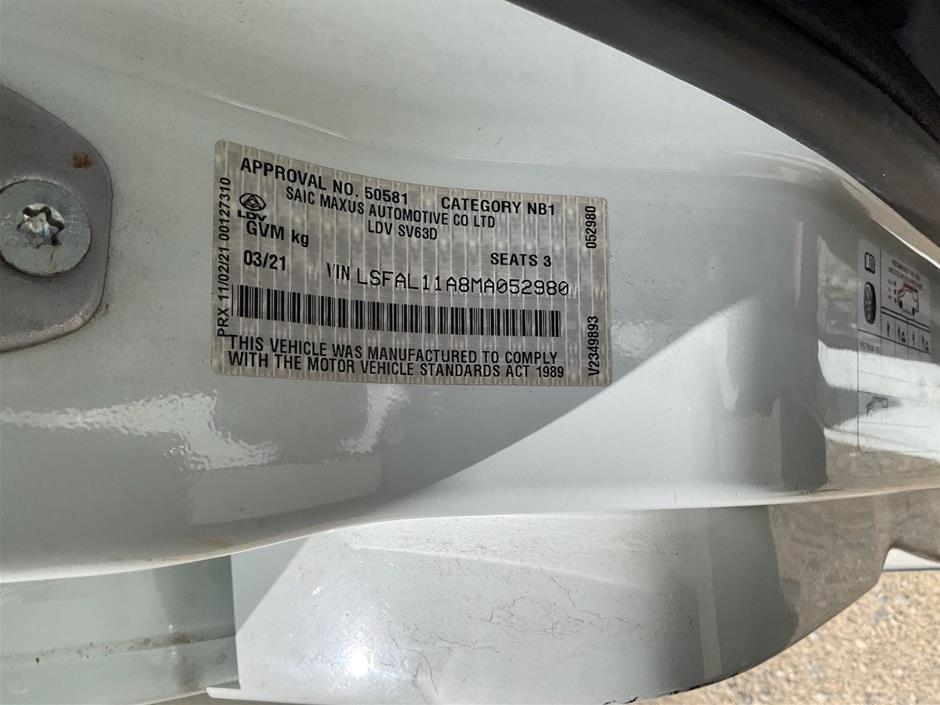 APPROVAL NO. 50581 CATEGORY NB1
SAIC MAXUS AUTOMOTIVE CO LTD
LDV
LDV SV63D
GVM kg
SEATS 3
03/21
VIN LSFAL11A8MA052980
THIS VEHICLE WAS MANUFACTURED TO COMPLY
WITH THE MOTOR VEHICLE STANDARDS ACT 1989
PRX 11/02/21 00127310
V2349893
052980